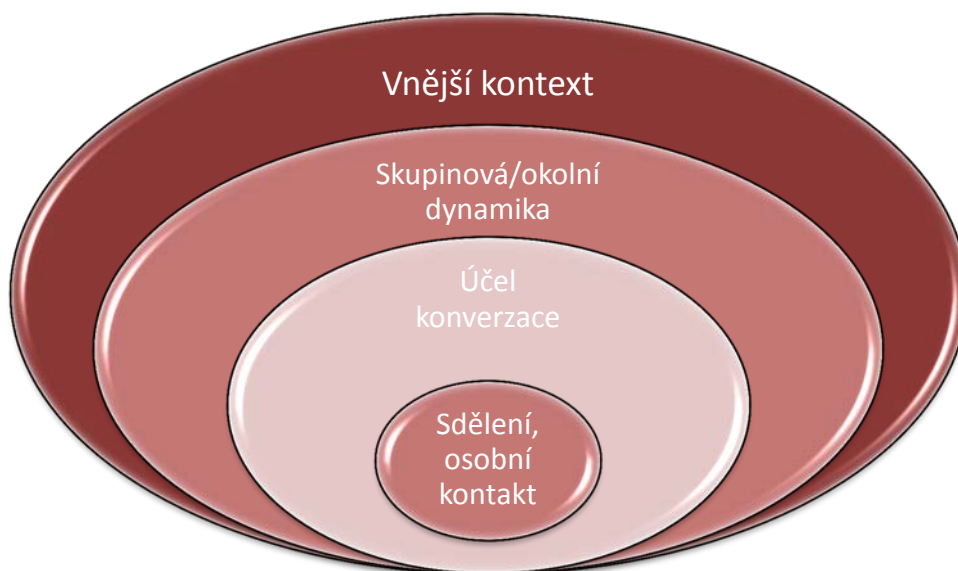 Vnější kontext
Skupinová/okolní
dynamika
Účel
konverzace
Sdělení,
osobní
kontakt